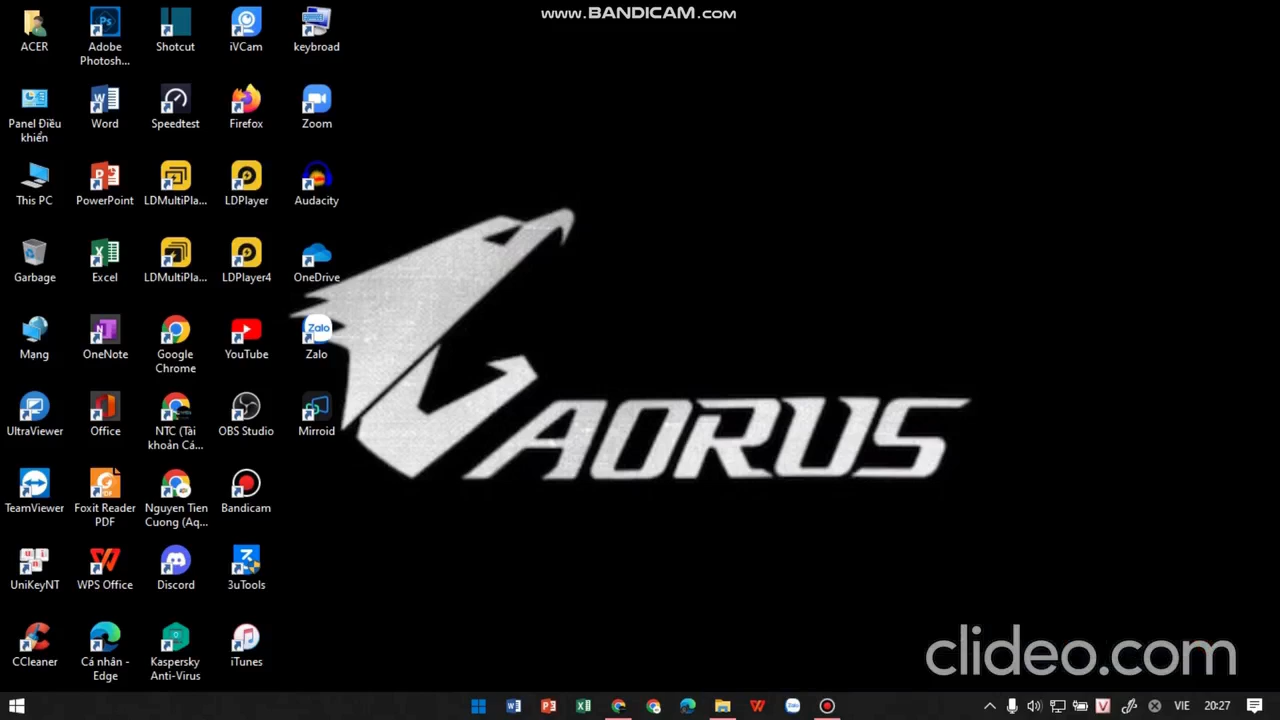 www.BANDICAM.com
ACER
Adobe
Photosh...
Shotcut
iVCam
keybroad
Panel Điều
khiển
Word
Speedtest
Firefox
Zoom
This PC
PowerPoint
LDMultiPla...
LDPlayer
Audacity
Garbage
Excel
LDMultiPla...
LDPlayer4
OneDrive
Mạng
OneNote
Google
Chrome
YouTube
Zalo
Zalo
UltraViewer
Office
NTC (Tài
khoản Cá...
OBS Studio
Mirroid
TeamViewer
Foxit Reader
PDF
Nguyen Tien
Cuong (Aq...
Bandicam
UniKeyNT
WPS Office
Discord
3uTools
CCleaner
Cá nhân -
Edge
Kaspersky
Anti-Virus
iTunes
AORUS
clideo.com
VIE
20:27